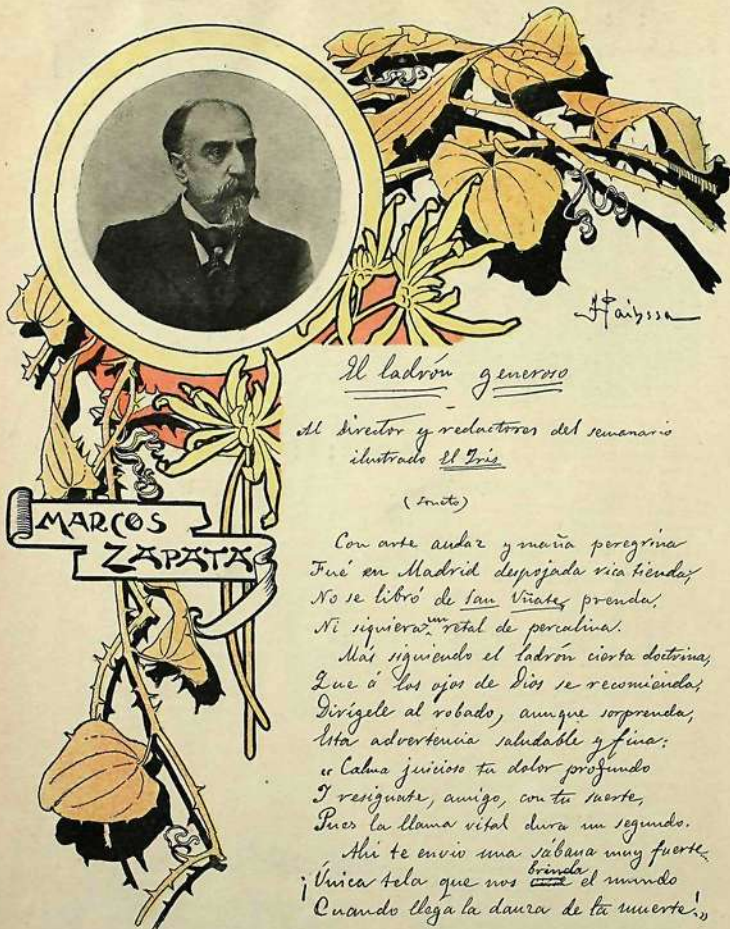 J Passos
MARCOS
ZAPATA
El ladrón generoso
Al Director y redactores del semanario
ilustrado El Iris
(Soneto)
Con arte audaz y maña peregrina
Fué en Madrid despojada rica tienda;
No se libró de San Uñate, prenda,
Ni siquiera un retal de percalina.
Más siguiendo el ladrón cierta doctrina,
Que á los ojos de Dios se recomienda,
Dirígele al robado, aunque sorprenda,
Esta advertencia saludable y fina:
"Calma juicioso tu dolor profundo
Y resignate, amigo, con tu suerte,
Pues la llama vital dura un segundo.
Ahí te envio una sábana muy fuerte
¡Única tela que nos brinda el mundo
Cuando llega la danza de la muerte!"